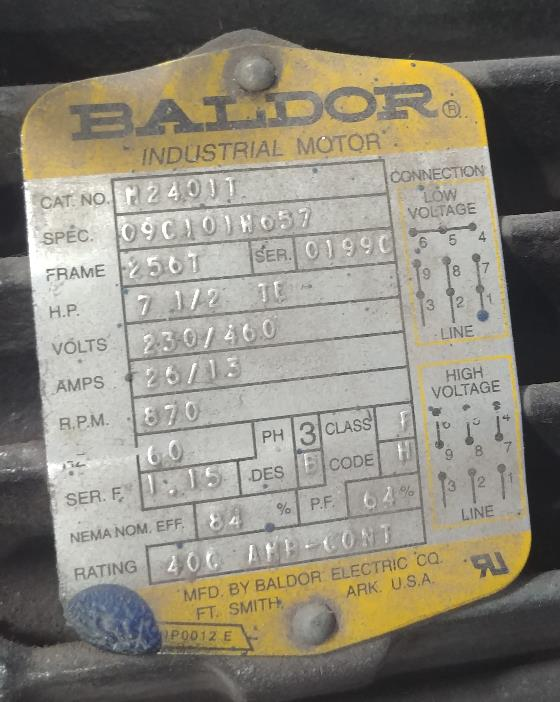 BALDOR ®
INDUSTRIAL MOTOR
CAT. NO. M2401T
SPEC. 09C101W657
FRAME 256T SER. 0199C
H.P. 7 1/2 TE
VOLTS 230/460
AMPS 26/13
R.P.M. 870
HZ 60 PH 3 CLASS F
SER. F. 1.15 DES B CODE H
NEMA NOM. EFF. 84 % P.F. 64 %
RATING 40C AMB-CONT
CONNECTION
LOW
VOLTAGE
6 5 4
9 8 7
3 2 1
LINE
HIGH
VOLTAGE
6 5 4
9 8 7
3 2 1
LINE
MFD. BY BALDOR ELECTRIC CO.
FT. SMITH, ARK. U.S.A.
RU
P0012 E